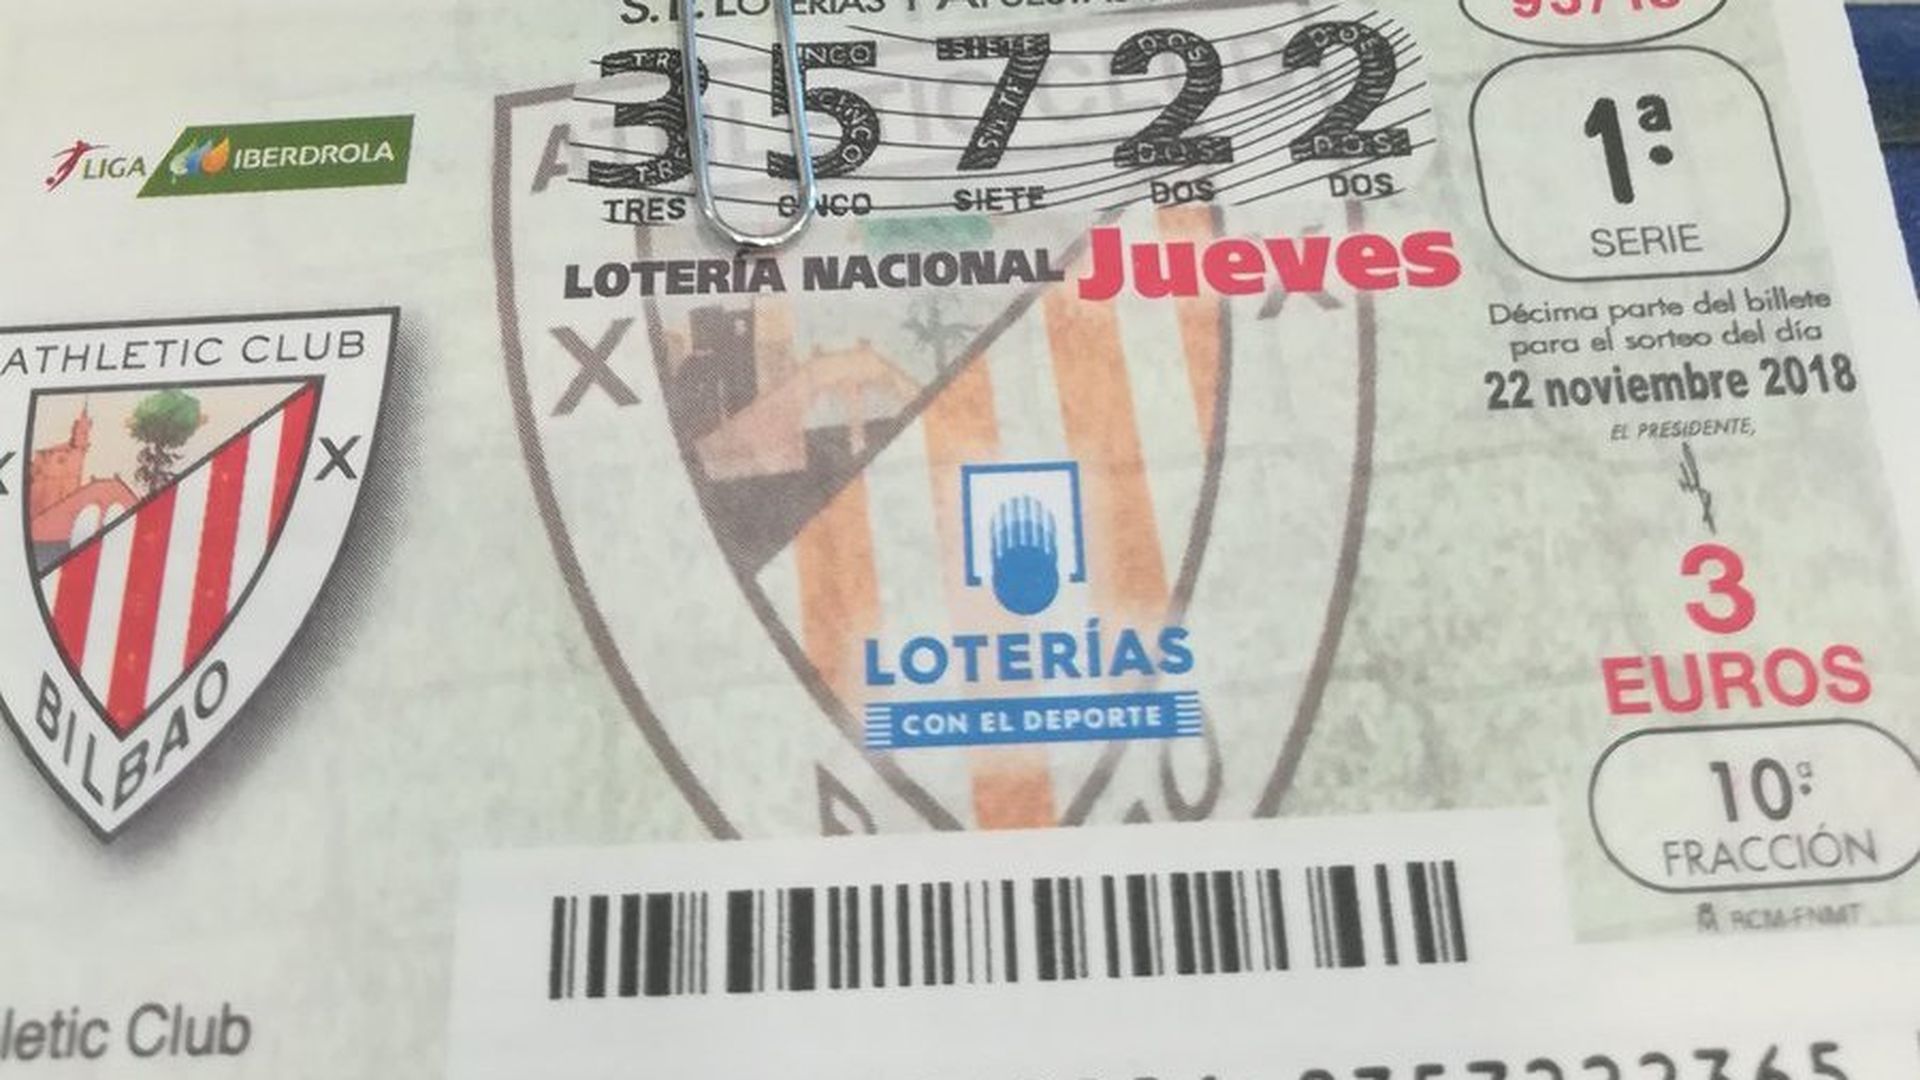 35722
TRES CINCO SIETE DOS DOS
LOTERÍA NACIONAL Jueves
LIGA IBERDROLA
ATHLETIC CLUB
X
BILBAO
X
X
LOTERÍAS
CON EL DEPORTE
1ª
SERIE
Décima parte del billete
para el sorteo del día
22 noviembre 2018
EL PRESIDENTE,
3
EUROS
10ª
FRACCIÓN
RCM-FNMT
Club